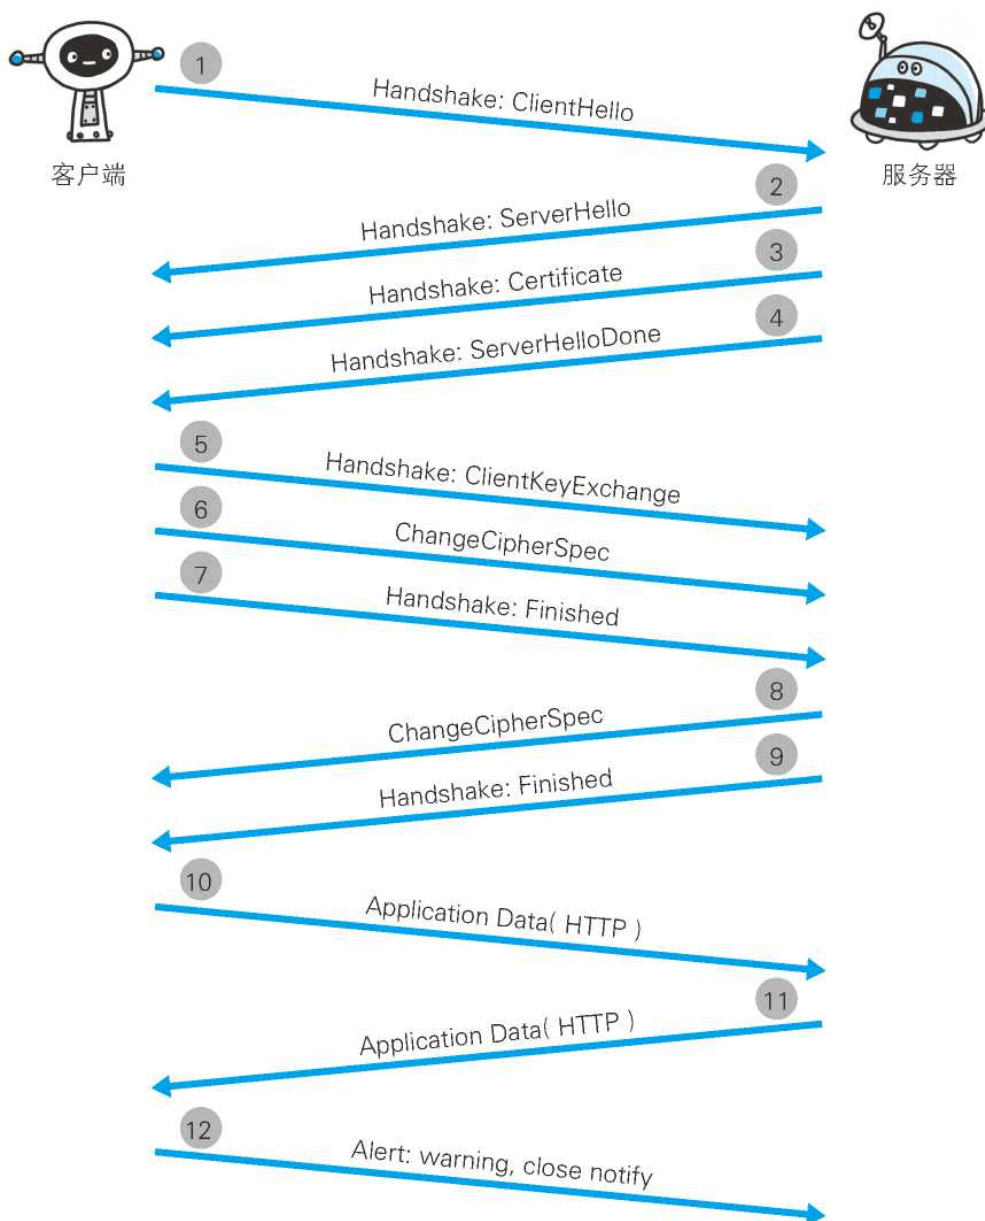 1
Handshake: ClientHello
客户端
服务器
2
Handshake: ServerHello
3
Handshake: Certificate
4
Handshake: ServerHelloDone
5
Handshake: ClientKeyExchange
6
ChangeCipherSpec
7
Handshake: Finished
8
ChangeCipherSpec
9
Handshake: Finished
10
Application Data( HTTP )
11
Application Data( HTTP )
12
Alert: warning, close notify